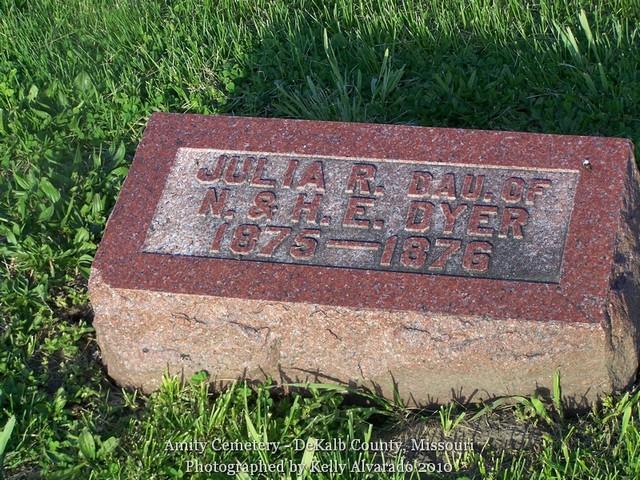 JULIA R. DAU. OF
N. & H. E. DYER
1875—1876
Amity Cemetery - DeKalb County, Missouri
Photographed by Kelly Alvarado 2010